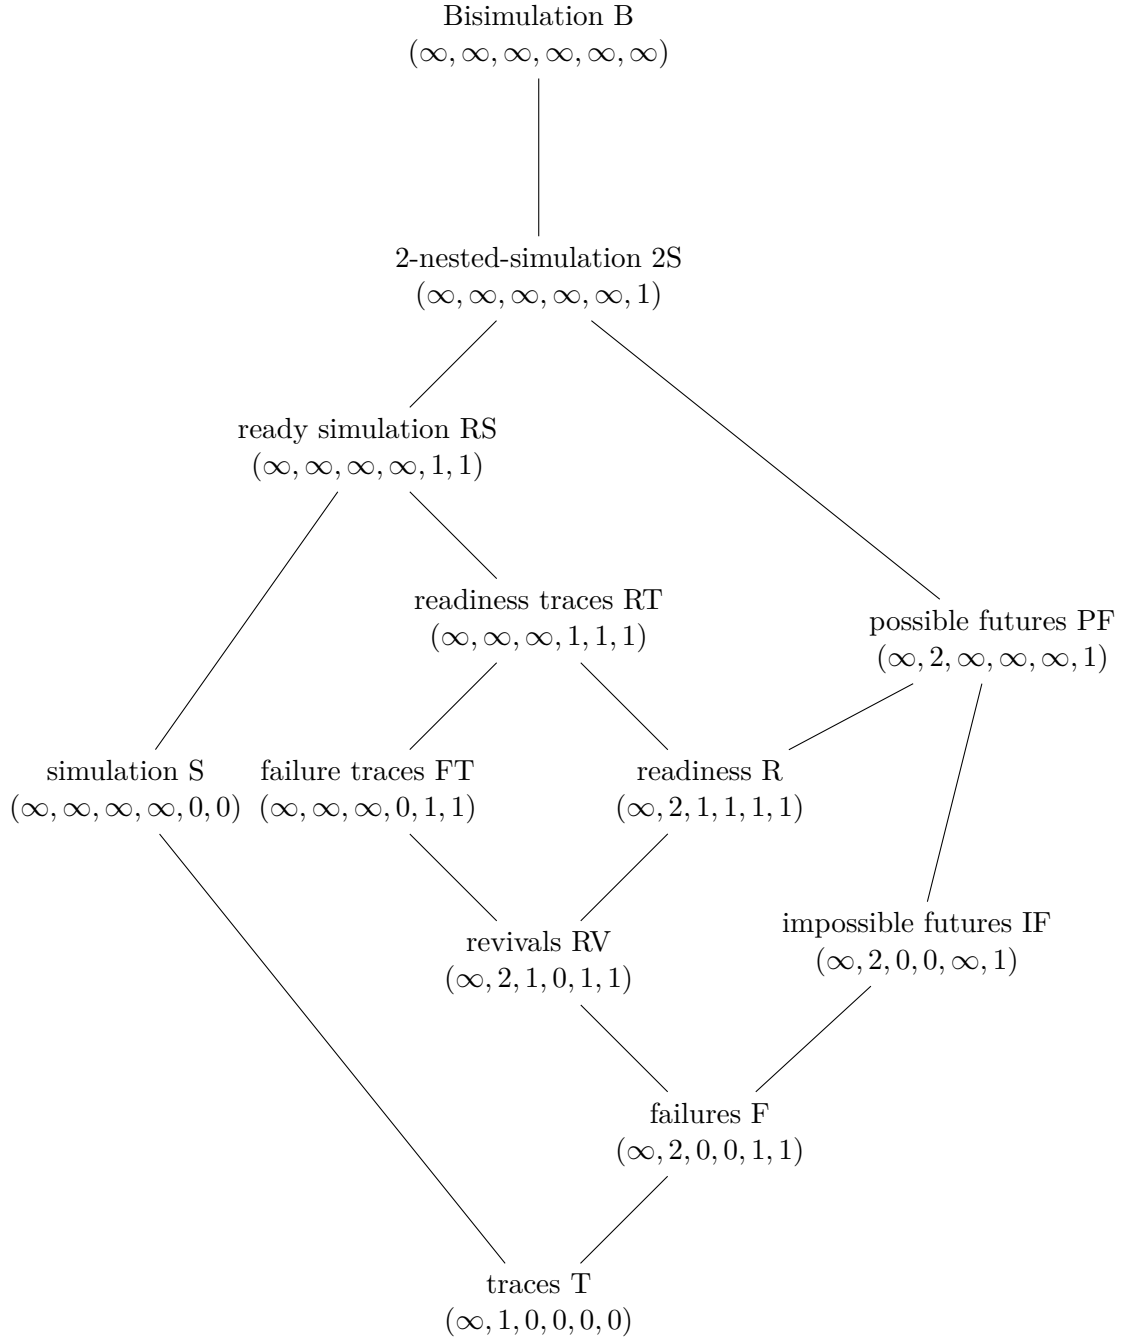 Bisimulation B
(∞, ∞, ∞, ∞, ∞, ∞)
2-nested-simulation 2S
(∞, ∞, ∞, ∞, ∞, 1)
ready simulation RS
(∞, ∞, ∞, ∞, 1, 1)
readiness traces RT
(∞, ∞, ∞, 1, 1, 1)
possible futures PF
(∞, 2, ∞, ∞, ∞, 1)
simulation S
(∞, ∞, ∞, ∞, 0, 0)
failure traces FT
(∞, ∞, ∞, 0, 1, 1)
readiness R
(∞, 2, 1, 1, 1, 1)
revivals RV
(∞, 2, 1, 0, 1, 1)
impossible futures IF
(∞, 2, 0, 0, ∞, 1)
failures F
(∞, 2, 0, 0, 1, 1)
traces T
(∞, 1, 0, 0, 0, 0)